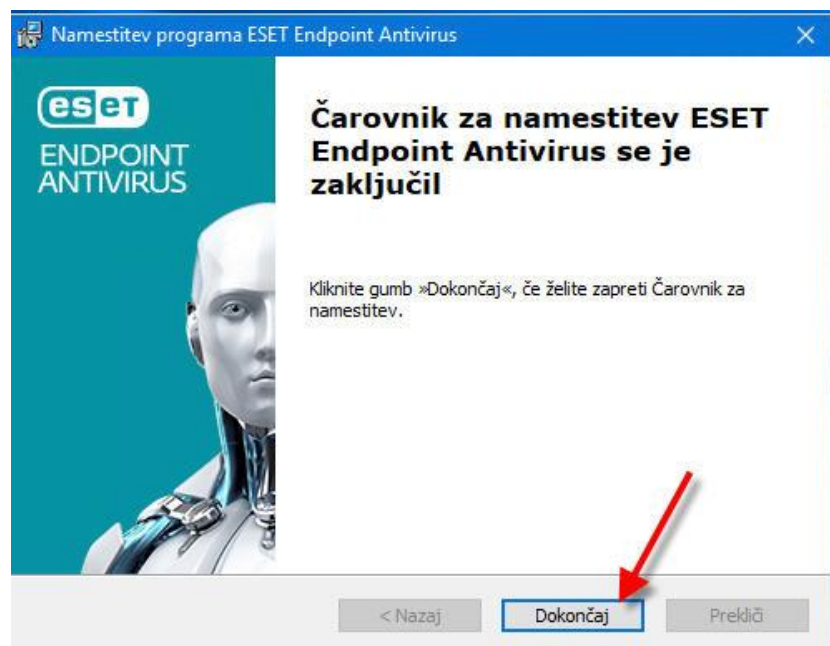 Namestitev programa ESET Endpoint Antivirus
eseT
ENDPOINT
ANTIVIRUS
Čarovnik za namestitev ESET
Endpoint Antivirus se je
zaključil
Kliknite gumb »Dokončaj«, če želite zapreti Čarovnik za
namestitev.
< Nazaj
Dokončaj
Prekliči